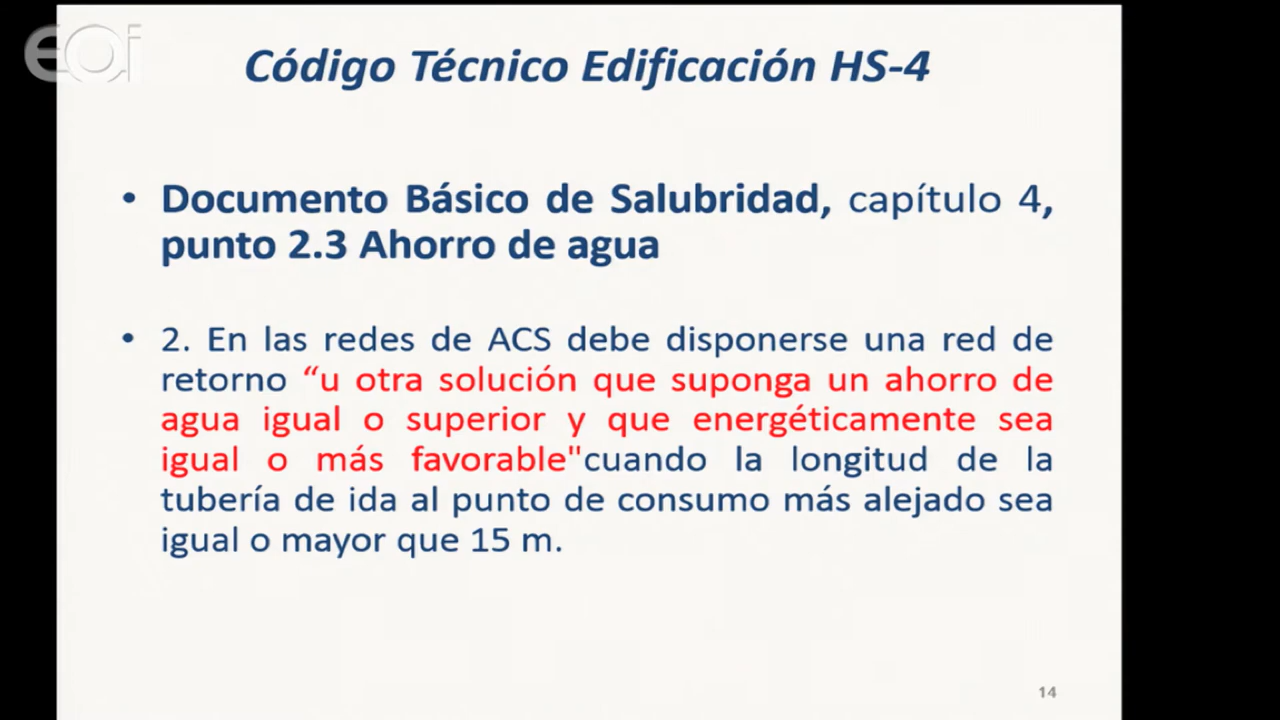 eoi
Código Técnico Edificación HS-4
• Documento Básico de Salubridad, capítulo 4,
punto 2.3 Ahorro de agua
• 2. En las redes de ACS debe disponerse una red de
retorno “u otra solución que suponga un ahorro de
agua igual o superior y que energéticamente sea
igual o más favorable"cuando la longitud de la
tubería de ida al punto de consumo más alejado sea
igual o mayor que 15 m.
14